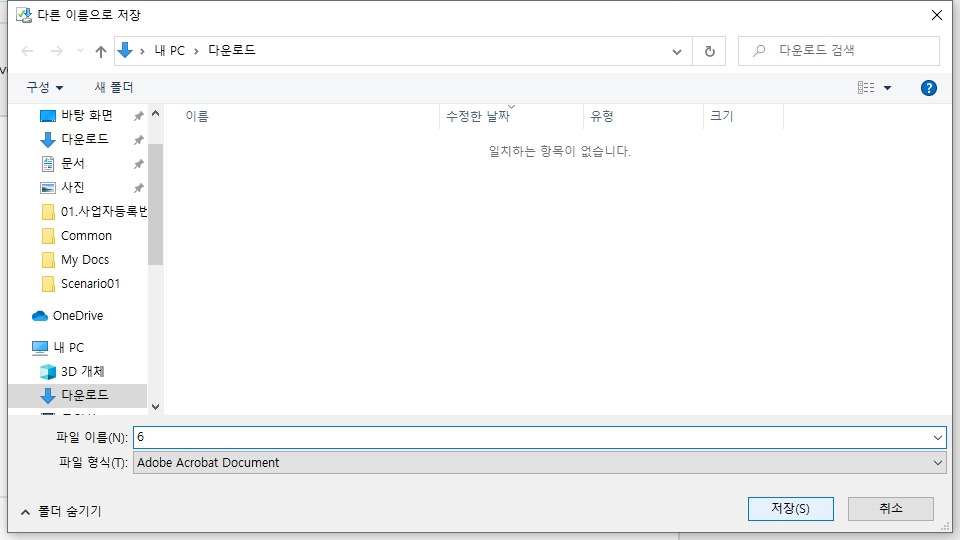 다른 이름으로 저장
내 PC > 다운로드
다운로드 검색
구성 새 폴더
이름 수정한 날짜 유형 크기
일치하는 항목이 없습니다.
바탕 화면
다운로드
문서
사진
01.사업자등록번
Common
My Docs
Scenario01
OneDrive
내 PC
3D 개체
다운로드
파일 이름(N): 6
파일 형식(T): Adobe Acrobat Document
폴더 숨기기
저장(S) 취소